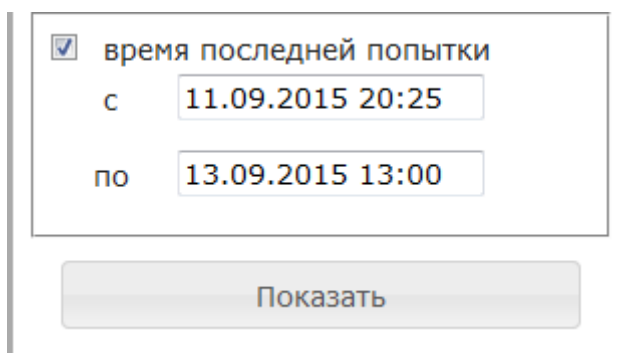 время последней попытки
с 11.09.2015 20:25
по 13.09.2015 13:00
Показать